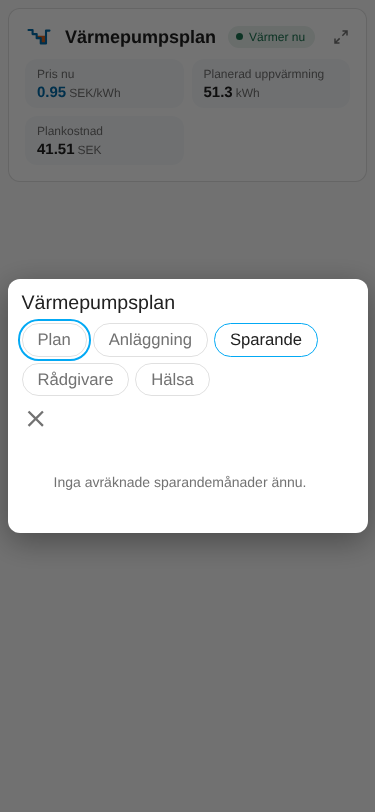 Värmepumpsplan
Värmer nu
Pris nu
0.95 SEK/kWh
Planerad uppvärmning
51.3 kWh
Plankostnad
41.51 SEK
Värmepumpsplan
Plan
Anläggning
Sparande
Rådgivare
Hälsa
Inga avräknade sparandemånader ännu.